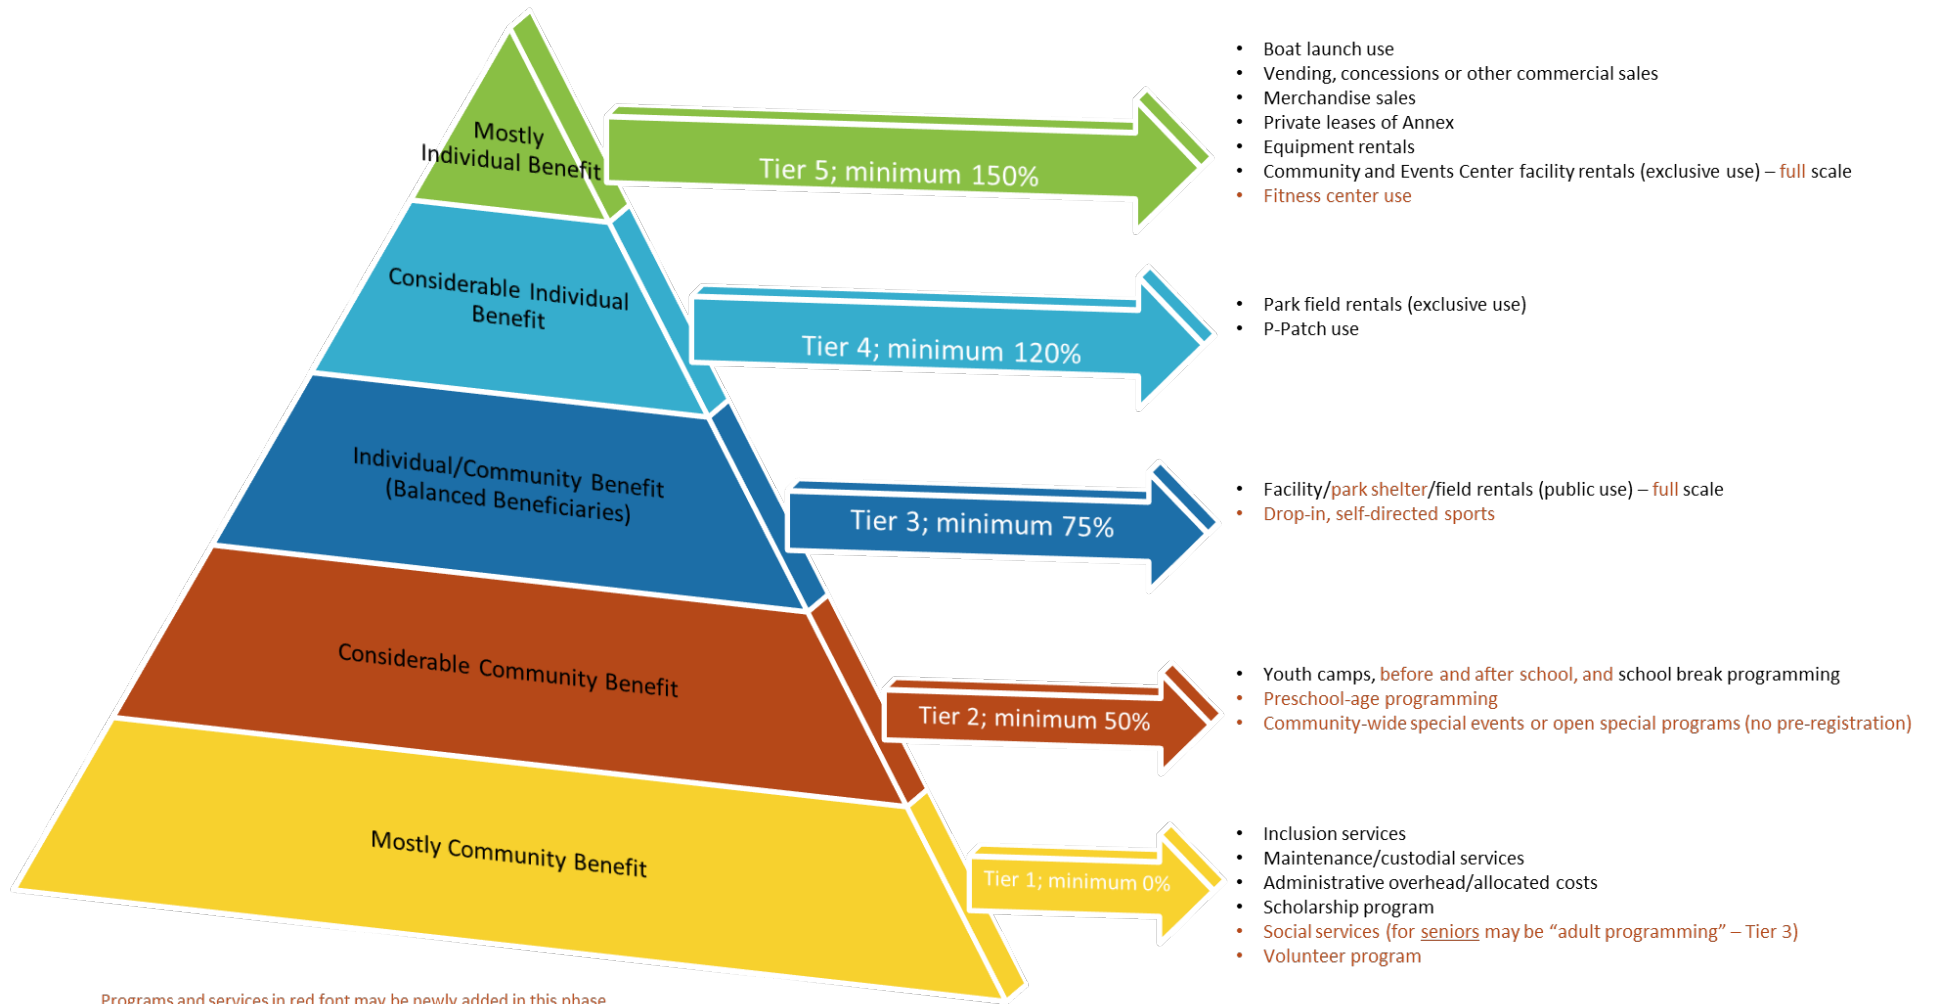 Mostly
Individual Benefit
Tier 5; minimum 150%
• Boat launch use
• Vending, concessions or other commercial sales
• Merchandise sales
• Private leases of Annex
• Equipment rentals
• Community and Events Center facility rentals (exclusive use) – full scale
• Fitness center use
Considerable Individual
Benefit
Tier 4; minimum 120%
• Park field rentals (exclusive use)
• P-Patch use
Individual/Community Benefit
(Balanced Beneficiaries)
Tier 3; minimum 75%
• Facility/park shelter/field rentals (public use) – full scale
• Drop-in, self-directed sports
Considerable Community Benefit
Tier 2; minimum 50%
• Youth camps, before and after school, and school break programming
• Preschool-age programming
• Community-wide special events or open special programs (no pre-registration)
Mostly Community Benefit
Tier 1; minimum 0%
• Inclusion services
• Maintenance/custodial services
• Administrative overhead/allocated costs
• Scholarship program
• Social services (for seniors may be “adult programming” – Tier 3)
• Volunteer program
Programs and services in red font may be newly added in this phase